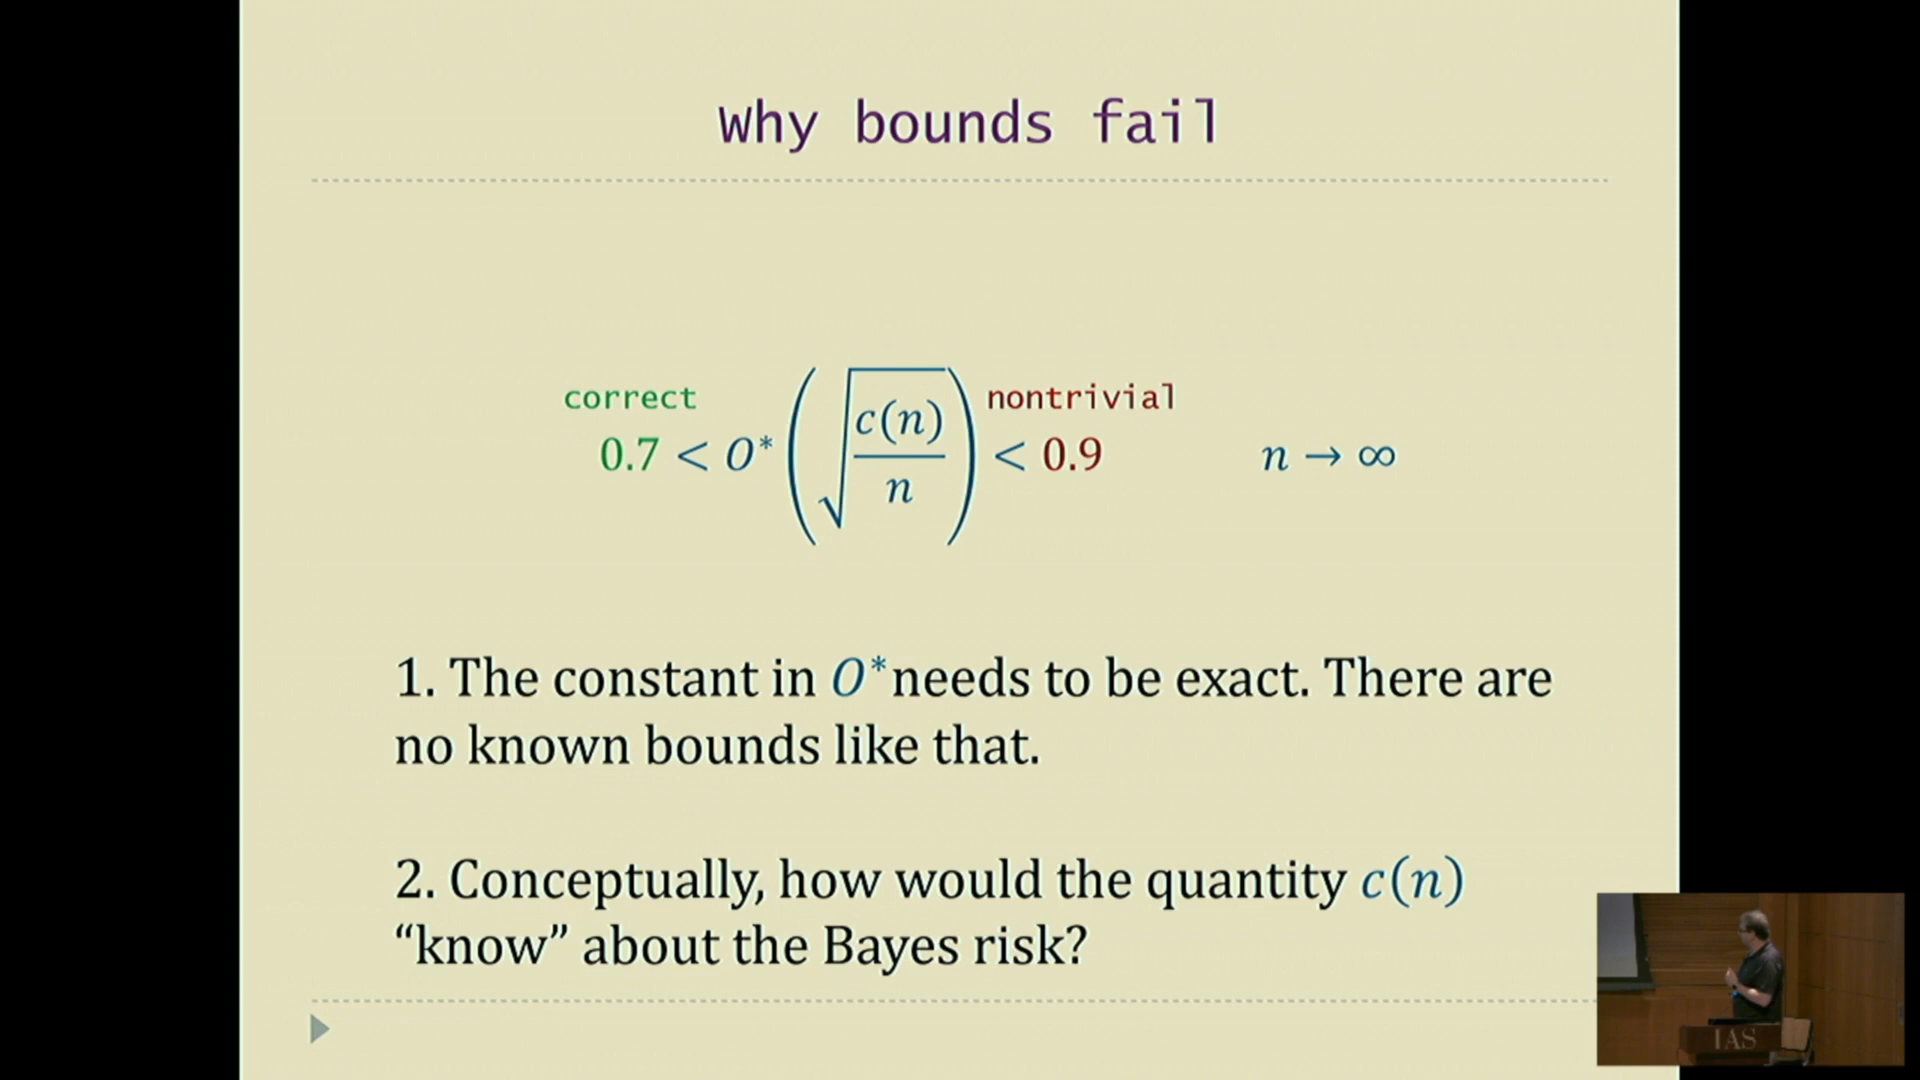 Why bounds fail
correct nontrivial
0.7 < O*(√(c(n)/n)) < 0.9 n → ∞
1. The constant in O* needs to be exact. There are
no known bounds like that.
2. Conceptually, how would the quantity c(n)
“know” about the Bayes risk?
IAS